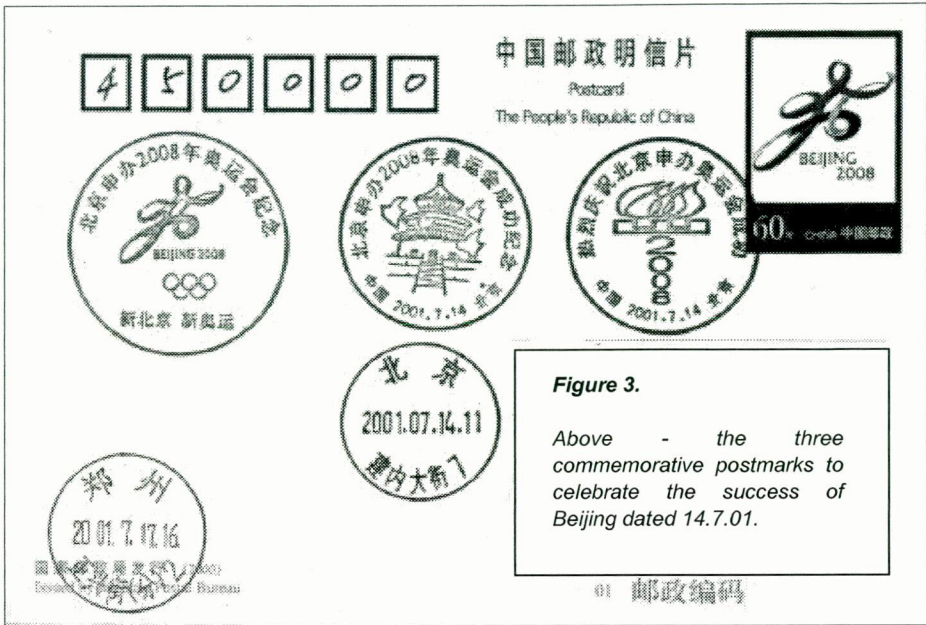 450000
中国邮政明信片
Postcard
The People's Republic of China
BEIJING
2008
60分 CHINA 中国邮政
北京申办2008年奥运会纪念
BEIJING 2008
新北京 新奥运
北京申办2008年奥运会成功纪念
中国 2001.7.14 北京
热烈庆祝北京申办奥运会成功
2008
中国 2001.7.14 北京
北京
2001.07.14.11
内大街7
Figure 3.
Above - the three
commemorative postmarks to
celebrate the success of
Beijing dated 14.7.01.
郑州
2001.7.17.16
Bureau
01 邮政编码